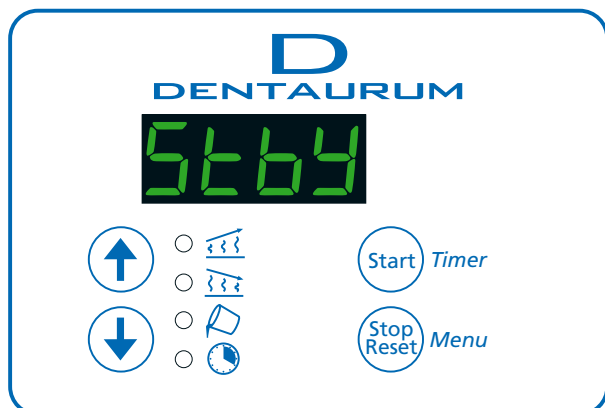 D
DENTAURUM
Stby
Start Timer
Stop
Reset Menu